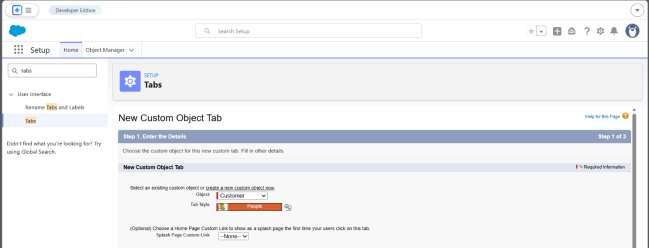 Developer Edition
Search Setup
Setup
Home
Object Manager
SETUP
Tabs
tabs
User Interface
Rename Tabs and Labels
Tabs
Didn't find what you're looking for? Try
using Global Search.
New Custom Object Tab
Help for this Page
Step 1. Enter the Details
Step 1 of 3
Choose the custom object for this new custom tab. Fill in other details.
New Custom Object Tab
= Required Information
Select an existing custom object or create a new custom object now.
Object
Customer
Tab Style
People
(Optional) Choose a Home Page Custom Link to show as a splash page the first time your users click on this tab.
Splash Page Custom Link
--None--